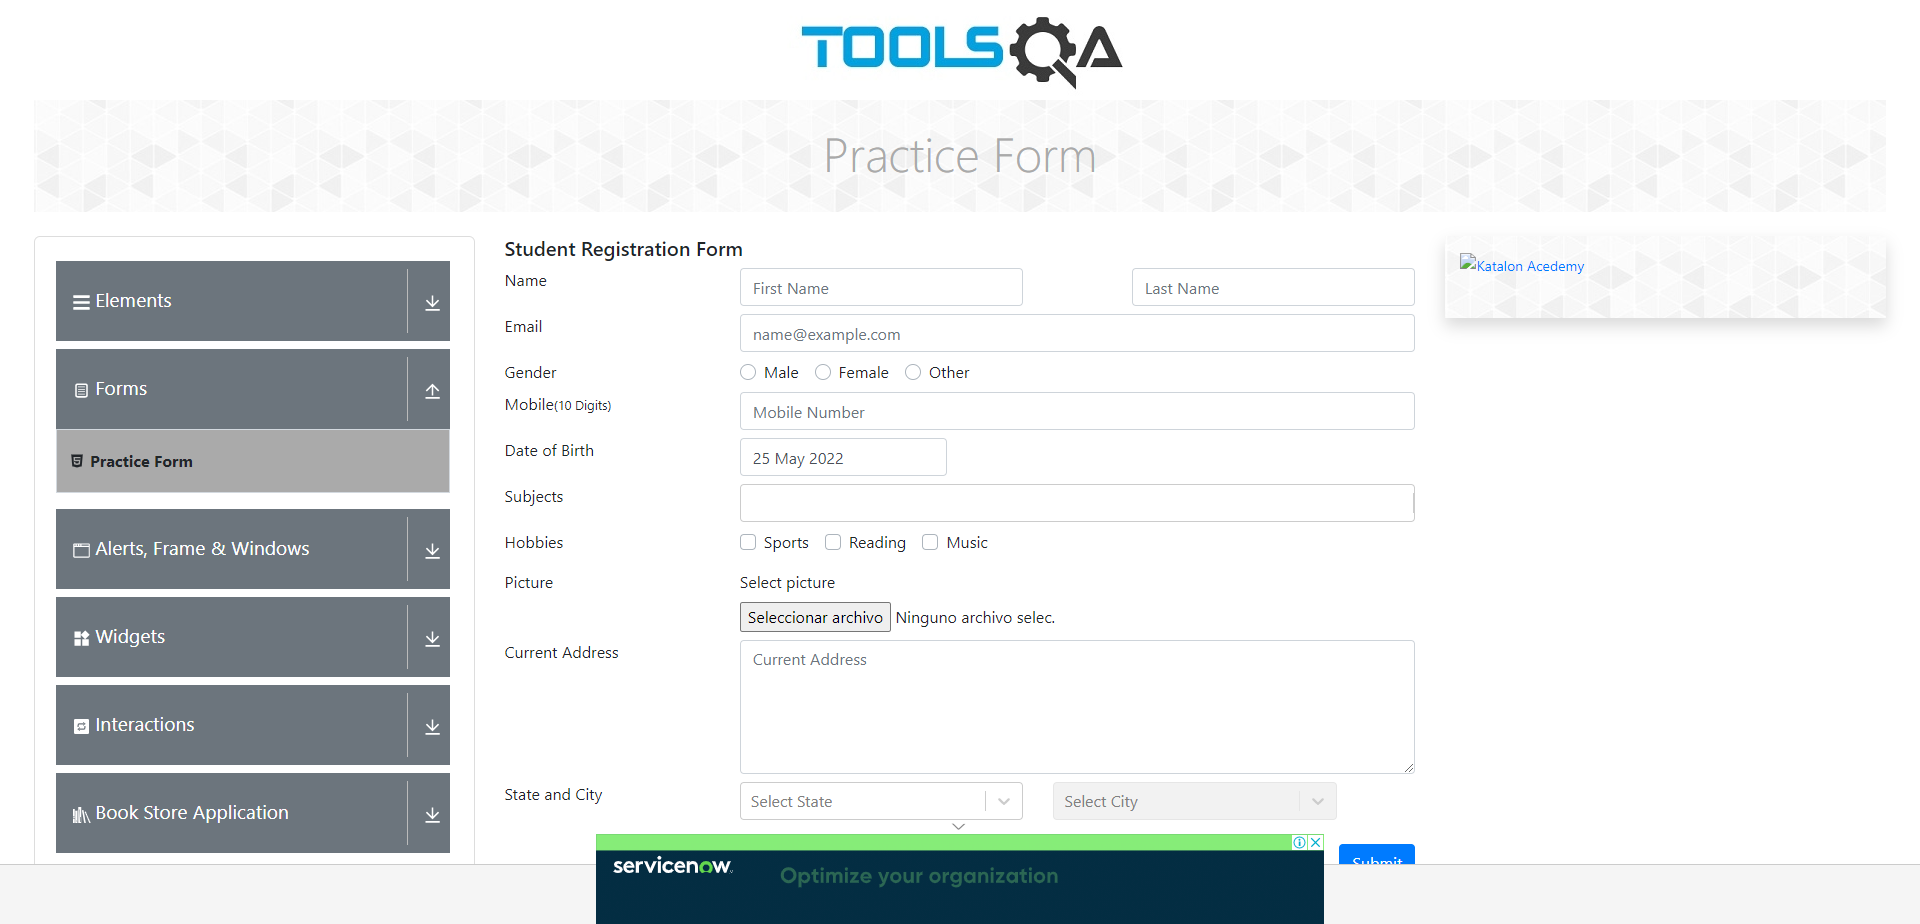 TOOLSQA
Practice Form
Elements
Forms
Practice Form
Alerts, Frame & Windows
Widgets
Interactions
Book Store Application
Student Registration Form
Name
First Name
Last Name
Email
name@example.com
Gender
Male
Female
Other
Mobile(10 Digits)
Mobile Number
Date of Birth
25 May 2022
Subjects
Hobbies
Sports
Reading
Music
Picture
Select picture
Seleccionar archivo
Ninguno archivo selec.
Current Address
Current Address
State and City
Select State
Select City
Submit
Katalon Acedemy
servicenow
Optimize your organization